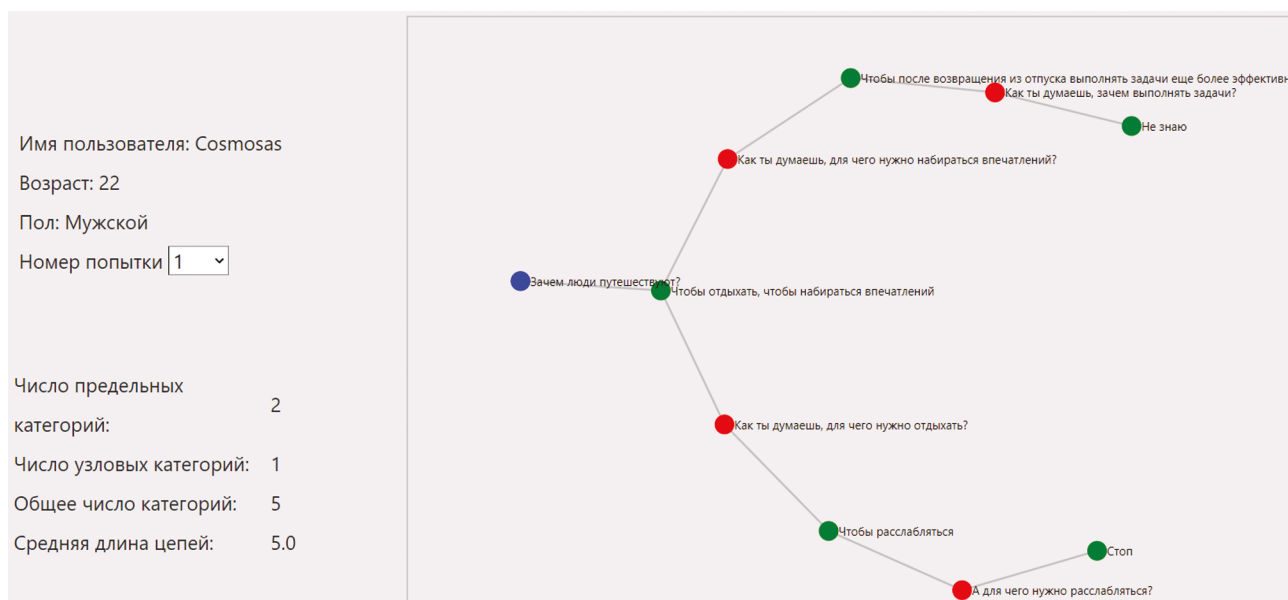 Имя пользователя: Cosmosas
Возраст: 22
Пол: Мужской
Номер попытки 1
Число предельных
категорий:
2
Число узловых категорий: 1
Общее число категорий: 5
Средняя длина цепей: 5.0
Чтобы после возвращения из отпуска выполнять задачи еще более
Как ты думаешь, зачем выполнять задачи?
Не знаю
Как ты думаешь, для чего нужно набираться впечатлений?
Зачем люди путешествуют?
Чтобы отдыхать, чтобы набираться впечатлений
Как ты думаешь, для чего нужно отдыхать?
Чтобы расслабляться
Стоп
А для чего нужно расслабляться?